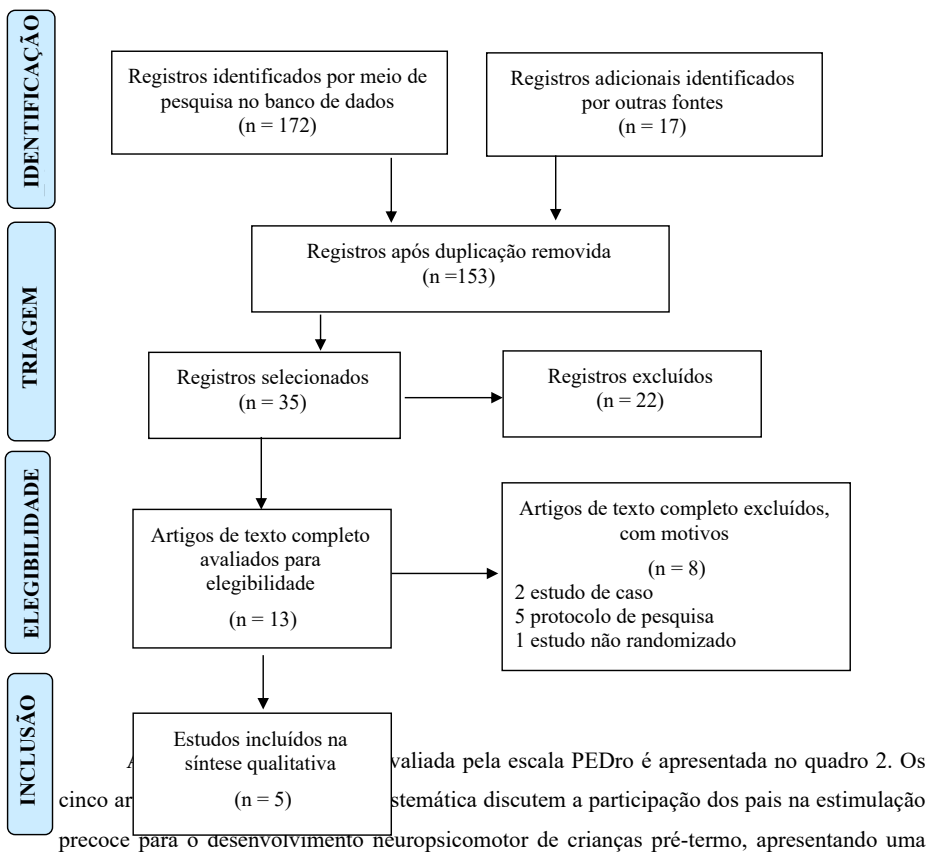 IDENTIFICAÇÃO
Registros identificados por meio de
pesquisa no banco de dados
(n = 172)
Registros adicionais identificados
por outras fontes
(n = 17)
TRIAGEM
Registros após duplicação removida
(n =153)
Registros selecionados
(n = 35)
Registros excluídos
(n = 22)
ELEGIBILIDADE
Artigos de texto completo
avaliados para
elegibilidade
(n = 13)
Artigos de texto completo excluídos,
com motivos
(n = 8)
2 estudo de caso
5 protocolo de pesquisa
1 estudo não randomizado
INCLUSÃO
Estudos incluídos na
síntese qualitativa
(n = 5)
pela escala PEDro é apresentada no quadro 2. Os
cinco discutem a participação dos pais na estimulação
precoce para o desenvolvimento neuropsicomotor de crianças pré-termo, apresentando uma